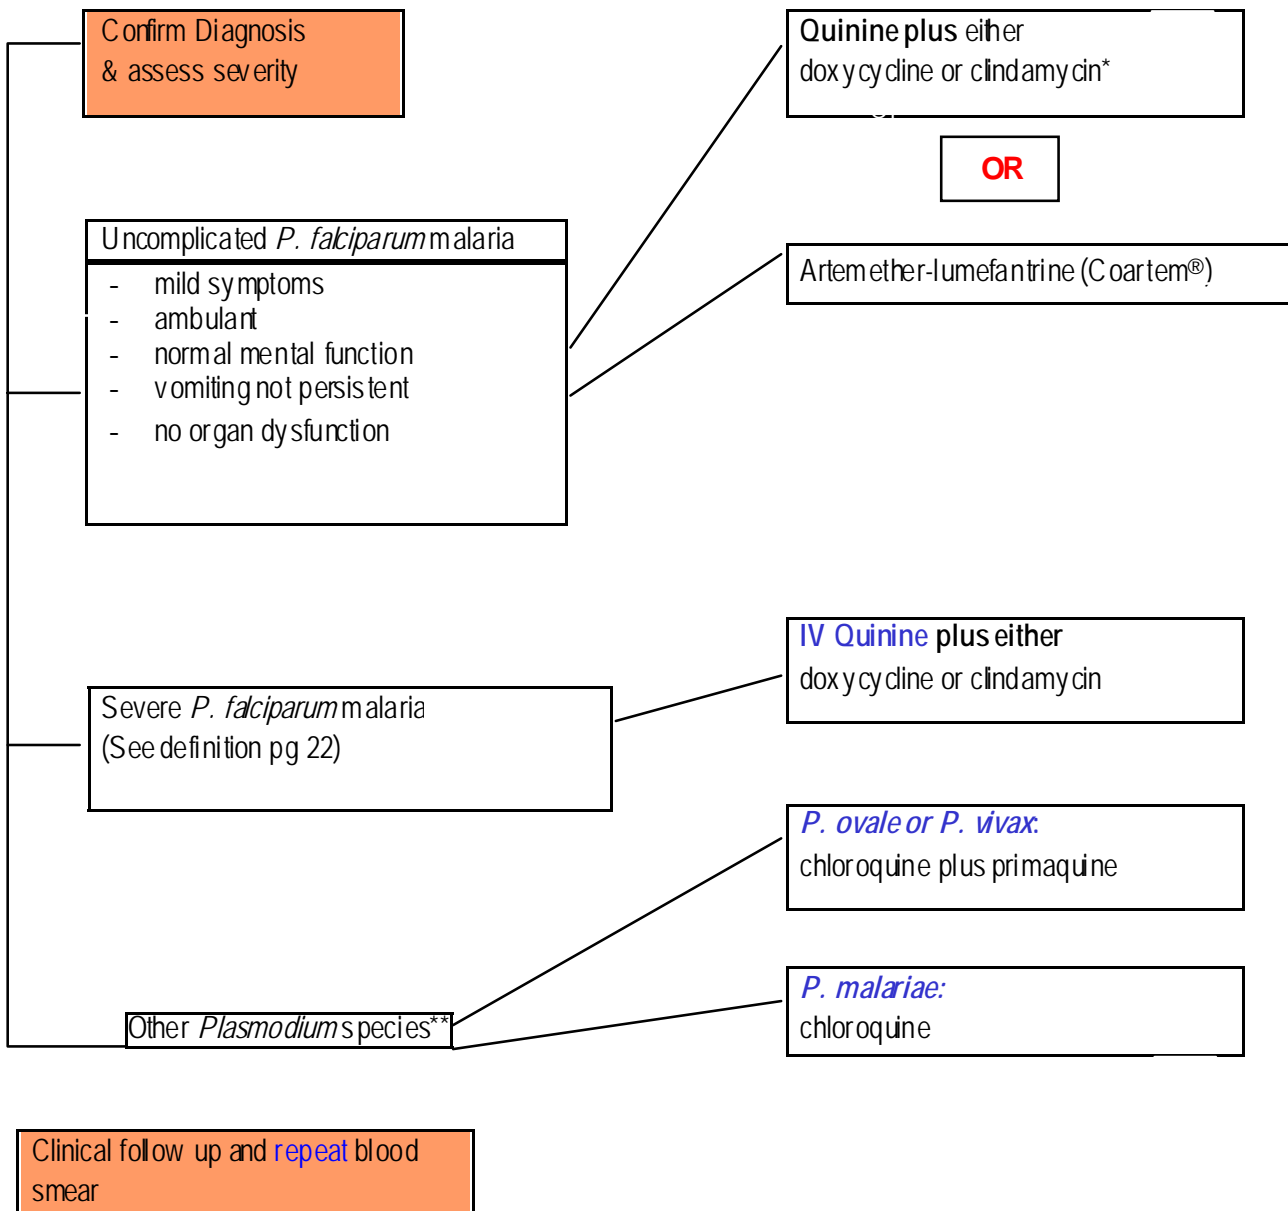 Confirm Diagnosis
& assess severity
Quinine plus either
doxycycline or clindamycin*
OR
Uncomplicated P. falciparum malaria
- mild symptoms
- ambulant
- normal mental function
- vomiting not persistent
- no organ dysfunction
Artemether-lumefantrine (Coartem®)
IV Quinine plus either
doxycycline or clindamycin
Severe P. falciparum malaria
(See definition pg 22)
P. ovale or P. vivax:
chloroquine plus primaquine
P. malariae:
chloroquine
Other Plasmodium species**
Clinical follow up and repeat blood
smear